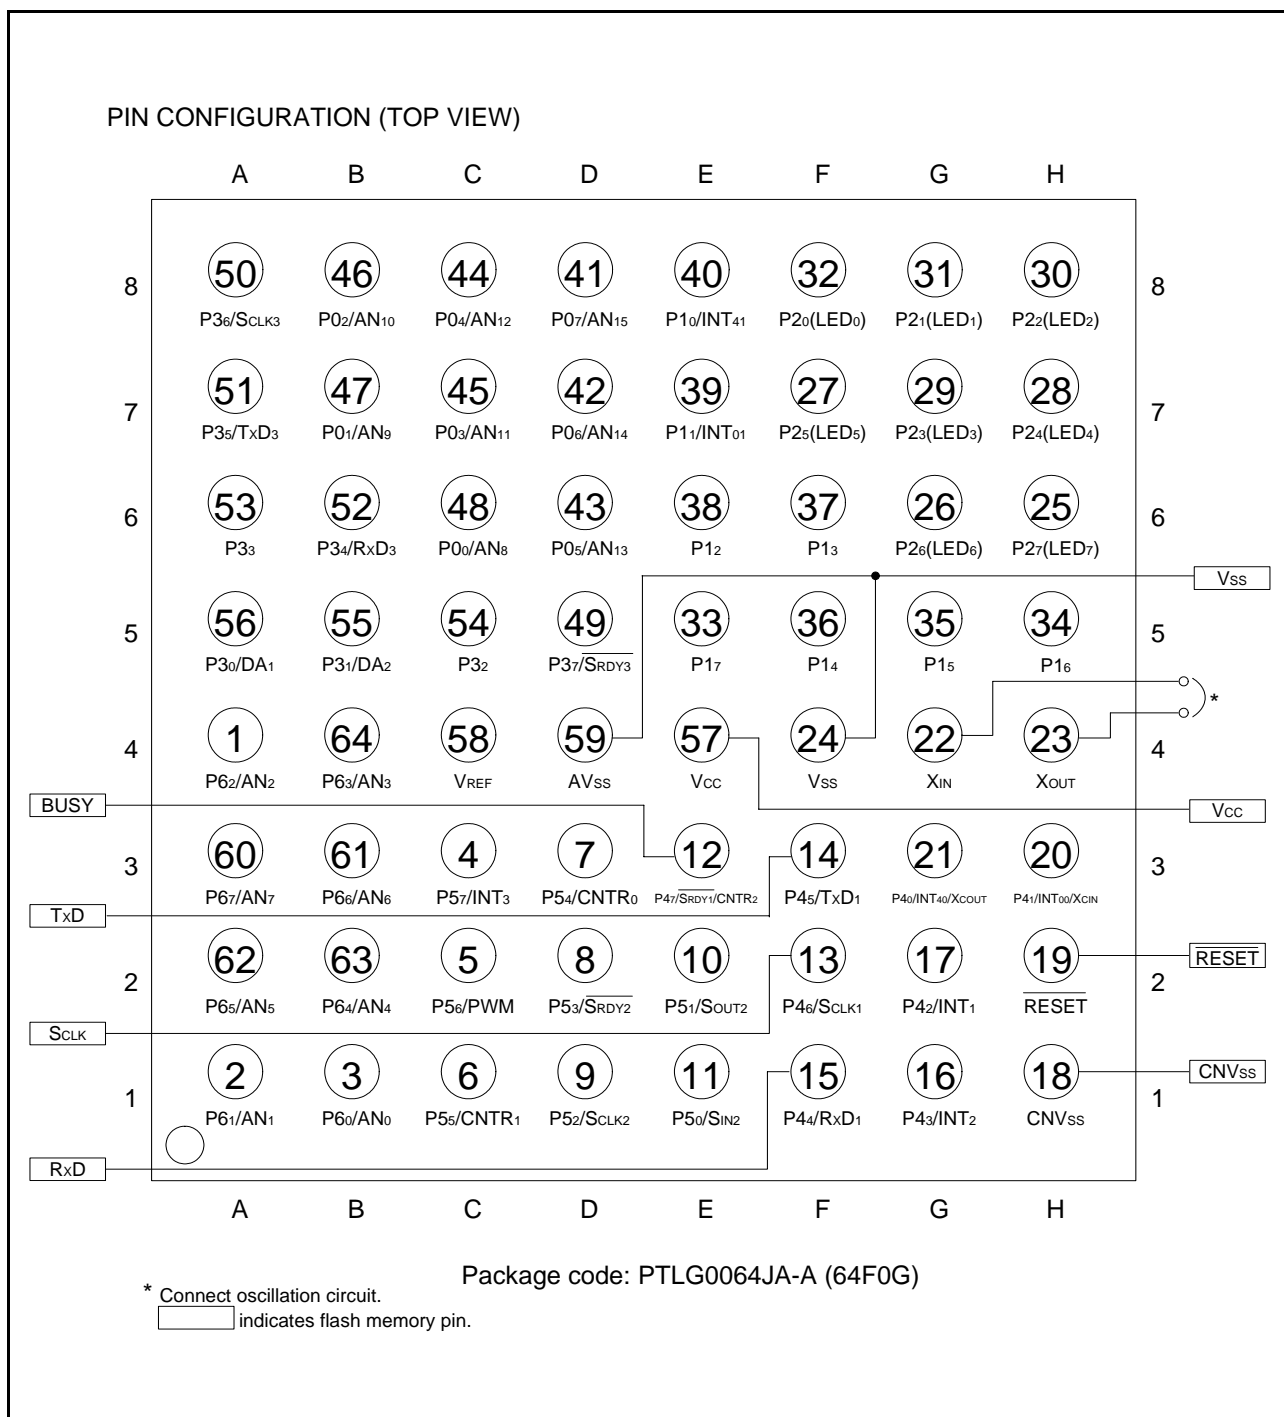 PIN CONFIGURATION (TOP VIEW)
A B C D E F G H
8 50 46 44 41 40 32 31 30 8
P36/SCLK3 P02/AN10 P04/AN12 P07/AN15 P10/INT41 P20(LED0) P21(LED1) P22(LED2)
7 51 47 45 42 39 27 29 28 7
P35/TXD3 P01/AN9 P03/AN11 P06/AN14 P11/INT01 P25(LED5) P23(LED3) P24(LED4)
6 53 52 48 43 38 37 26 25 6
P33 P34/RXD3 P00/AN8 P05/AN13 P12 P13 P26(LED6) P27(LED7)
VSS
5 56 55 54 49 33 36 35 34 5
P30/DA1 P31/DA2 P32 P37/SRDY3 P17 P14 P15 P16
*
4 1 64 58 59 57 24 22 23 4
P62/AN2 P63/AN3 VREF AVSS VCC VSS XIN XOUT
BUSY VCC
3 60 61 4 7 12 14 21 20 3
P67/AN7 P66/AN6 P57/INT3 P54/CNTR0 P47/SRDY1/CNTR2 P45/TXD1 P40/INT40/XCOUT P41/INT00/XCIN
TXD
2 62 63 5 8 10 13 17 19 2 RESET
P65/AN5 P64/AN4 P56/PWM P53/SRDY2 P51/SOUT2 P46/SCLK1 P42/INT1 RESET
SCLK
1 2 3 6 9 11 15 16 18 1 CNVSS
P61/AN1 P60/AN0 P55/CNTR1 P52/SCLK2 P50/SIN2 P44/RXD1 P43/INT2 CNVSS
RXD
A B C D E F G H
Package code: PTLG0064JA-A (64F0G)
* Connect oscillation circuit.
indicates flash memory pin.